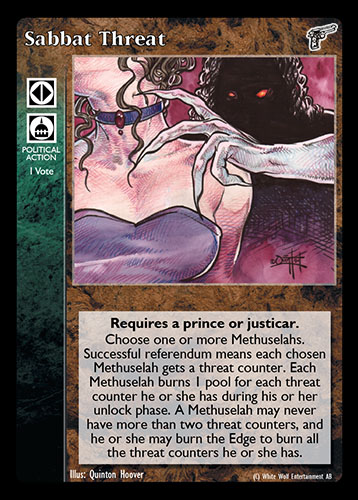 Sabbat Threat
POLITICAL
ACTION
1 Vote
Requires a prince or justicar.
Choose one or more Methuselahs.
Successful referendum means each chosen
Methuselah gets a threat counter. Each
Methuselah burns 1 pool for each threat
counter he or she has during his or her
unlock phase. A Methuselah may never
have more than two threat counters, and
he or she may burn the Edge to burn all
the threat counters he or she has.
Illus: Quinton Hoover
(C) White Wolf Entertainment AB